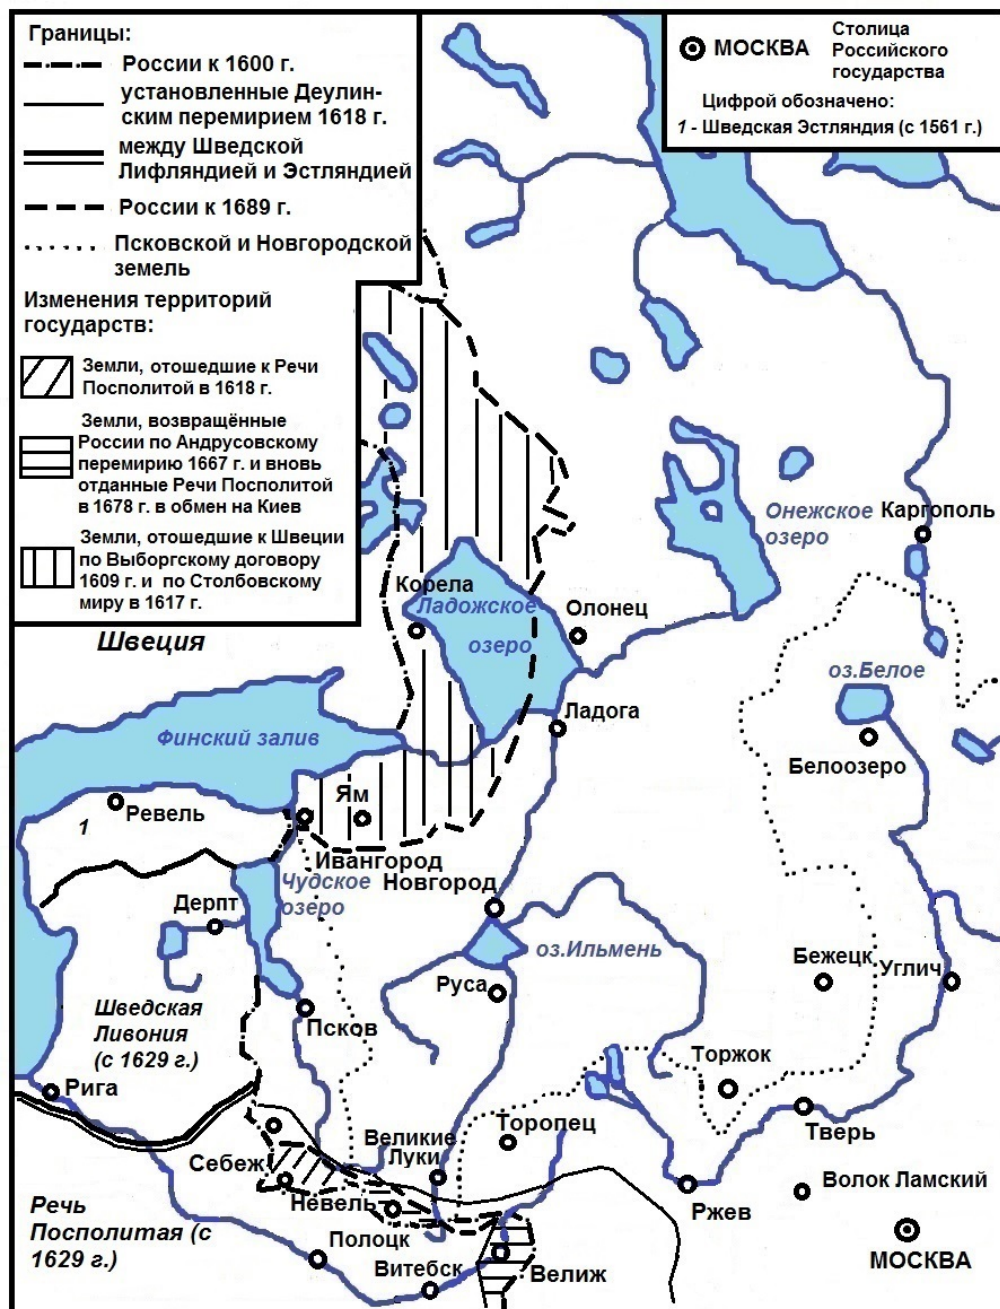 Границы:
России к 1600 г.
установленные Деулин-
ским перемирием 1618 г.
между Шведской
Лифляндией и Эстляндией
России к 1689 г.
Псковской и Новгородской
земель
Изменения территорий
государств:
Земли, отошедшие к Речи
Посполитой в 1618 г.
Земли, возвращённые
России по Андрусовскому
перемирию 1667 г. и вновь
отданные Речи Посполитой
в 1678 г. в обмен на Киев
Земли, отошедшие к Швеции
по Выборгскому договору
1609 г. и по Столбовскому
миру в 1617 г.
МОСКВА
Столица
Российского
государства
Цифрой обозначено:
1 - Шведская Эстляндия (с 1561 г.)
Онежское
озеро
Каргополь
Корела
Ладожское
озеро
Олонец
Швеция
оз.Белое
Ладога
Финский залив
Белоозеро
Ям
Ревель
1
Ивангород
Чудское
озеро
Новгород
Дерпт
оз.Ильмень
Бежецк
Углич
Руса
Шведская
Ливония
(с 1629 г.)
Псков
Торжок
Рига
Торопец
Тверь
Великие
Луки
Себеж
Волок Ламский
Невель
Ржев
Речь
Посполитая (с
1629 г.)
Полоцк
МОСКВА
Витебск
Велиж